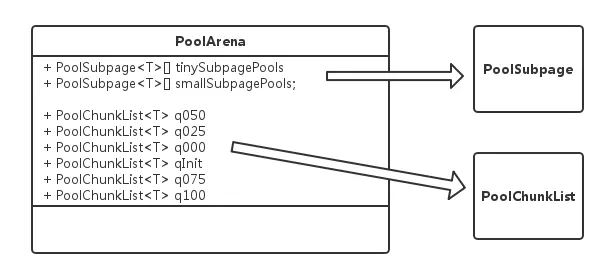 PoolArena
+ PoolSubpage<T>[] tinySubpagePools
+ PoolSubpage<T>[] smallSubpagePools;
+ PoolChunkList<T> q050
+ PoolChunkList<T> q025
+ PoolChunkList<T> q000
+ PoolChunkList<T> qInit
+ PoolChunkList<T> q075
+ PoolChunkList<T> q100
PoolSubpage
PoolChunkList